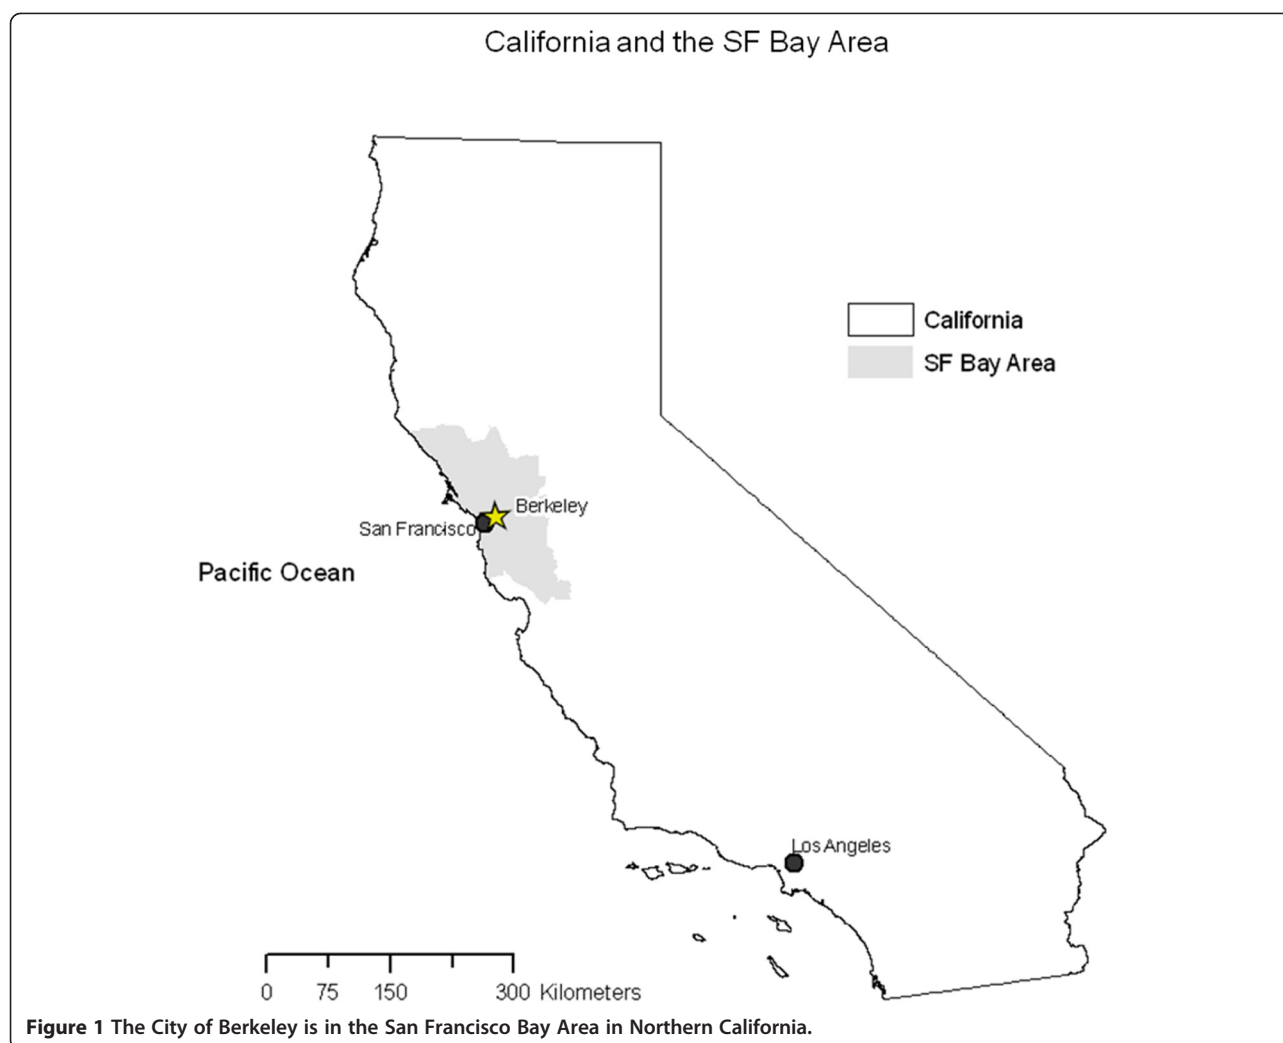 California and the SF Bay Area
California
SF Bay Area
Berkeley
San Francisco
Pacific Ocean
Los Angeles
0 75 150 300 Kilometers
Figure 1 The City of Berkeley is in the San Francisco Bay Area in Northern California.